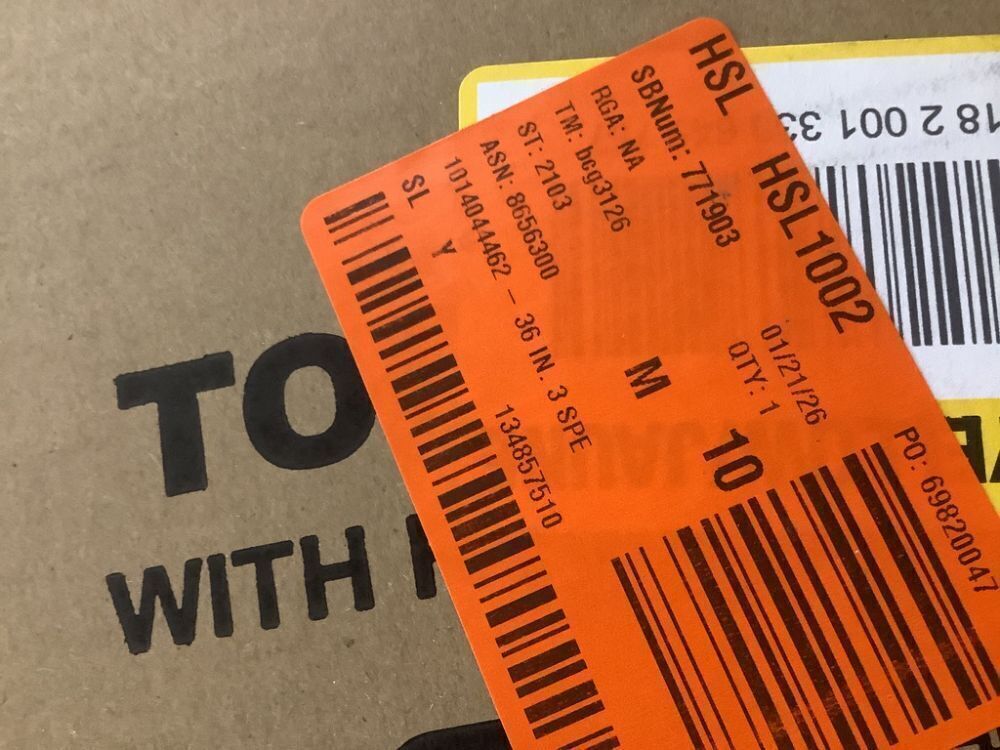 HSL HSL1002
SBNum: 771903 01/21/26 PO: 69820047
RGA: NA QTY: 1
TM: bcg3126
ST: 2103 M 10
ASN: 8656300
1014044462 - 36 IN. 3 SPE
SL Y 134857510
18 2 001 33
TO
WITH